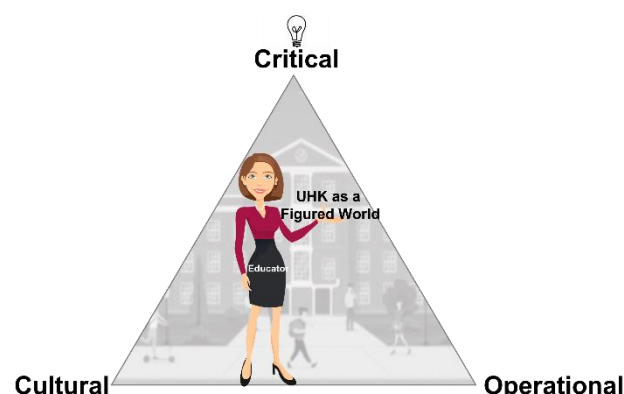 Critical
UHK as a
Figured World
Educator
Cultural
Operational